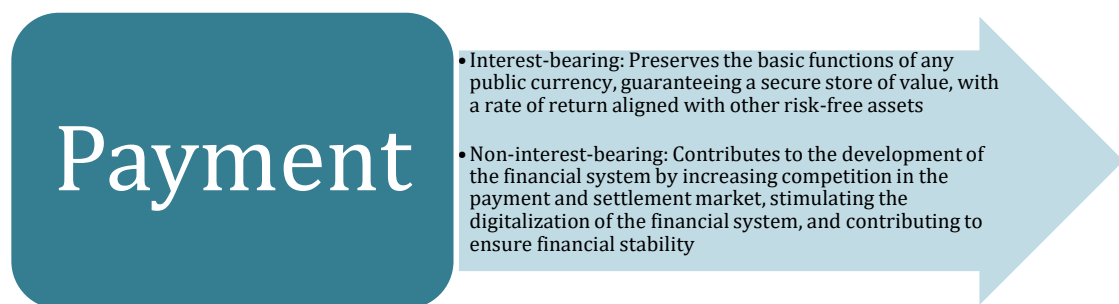 Payment
• Interest-bearing: Preserves the basic functions of any
public currency, guaranteeing a secure store of value, with
a rate of return aligned with other risk-free assets
• Non-interest-bearing: Contributes to the development of
the financial system by increasing competition in the
payment and settlement market, stimulating the
digitalization of the financial system, and contributing to
ensure financial stability